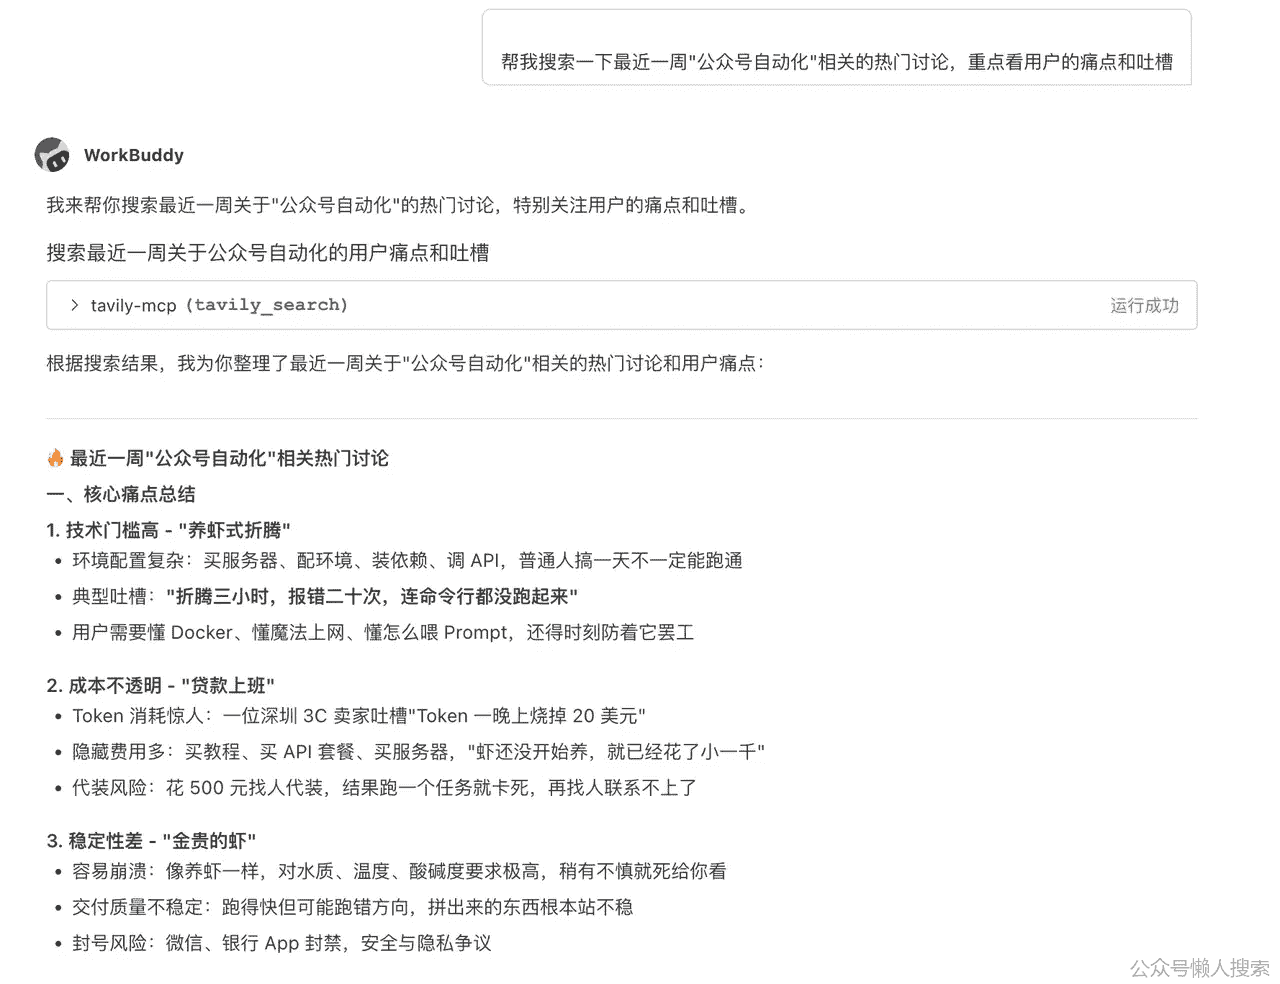 帮我搜索一下最近一周"公众号自动化"相关的热门讨论，重点看用户的痛点和吐槽
WorkBuddy
我来帮你搜索最近一周关于"公众号自动化"的热门讨论，特别关注用户的痛点和吐槽。
搜索最近一周关于公众号自动化的用户痛点和吐槽
> tavily-mcp (tavily_search) 运行成功
根据搜索结果，我为你整理了最近一周关于"公众号自动化"相关的热门讨论和用户痛点：
🔥 最近一周"公众号自动化"相关热门讨论
一、核心痛点总结
1. 技术门槛高 - "养虾式折腾"
• 环境配置复杂：买服务器、配环境、装依赖、调 API，普通人搞一天不一定能跑通
• 典型吐槽："折腾三小时，报错二十次，连命令行都没跑起来"
• 用户需要懂 Docker、懂魔法上网、懂怎么喂 Prompt，还得时刻防着它罢工
2. 成本不透明 - "贷款上班"
• Token 消耗惊人：一位深圳 3C 卖家吐槽"Token 一晚上烧掉 20 美元"
• 隐藏费用多：买教程、买 API 套餐、买服务器，"虾还没开始养，就已经花了小一千"
• 代装风险：花 500 元找人代装，结果跑一个任务就卡死，再找人联系不上了
3. 稳定性差 - "金贵的虾"
• 容易崩溃：像养虾一样，对水质、温度、酸碱度要求极高，稍有不慎就死给你看
• 交付质量不稳定：跑得快但可能跑错方向，拼出来的东西根本站不稳
• 封号风险：微信、银行 App 封禁，安全与隐私争议
公众号懒人搜索